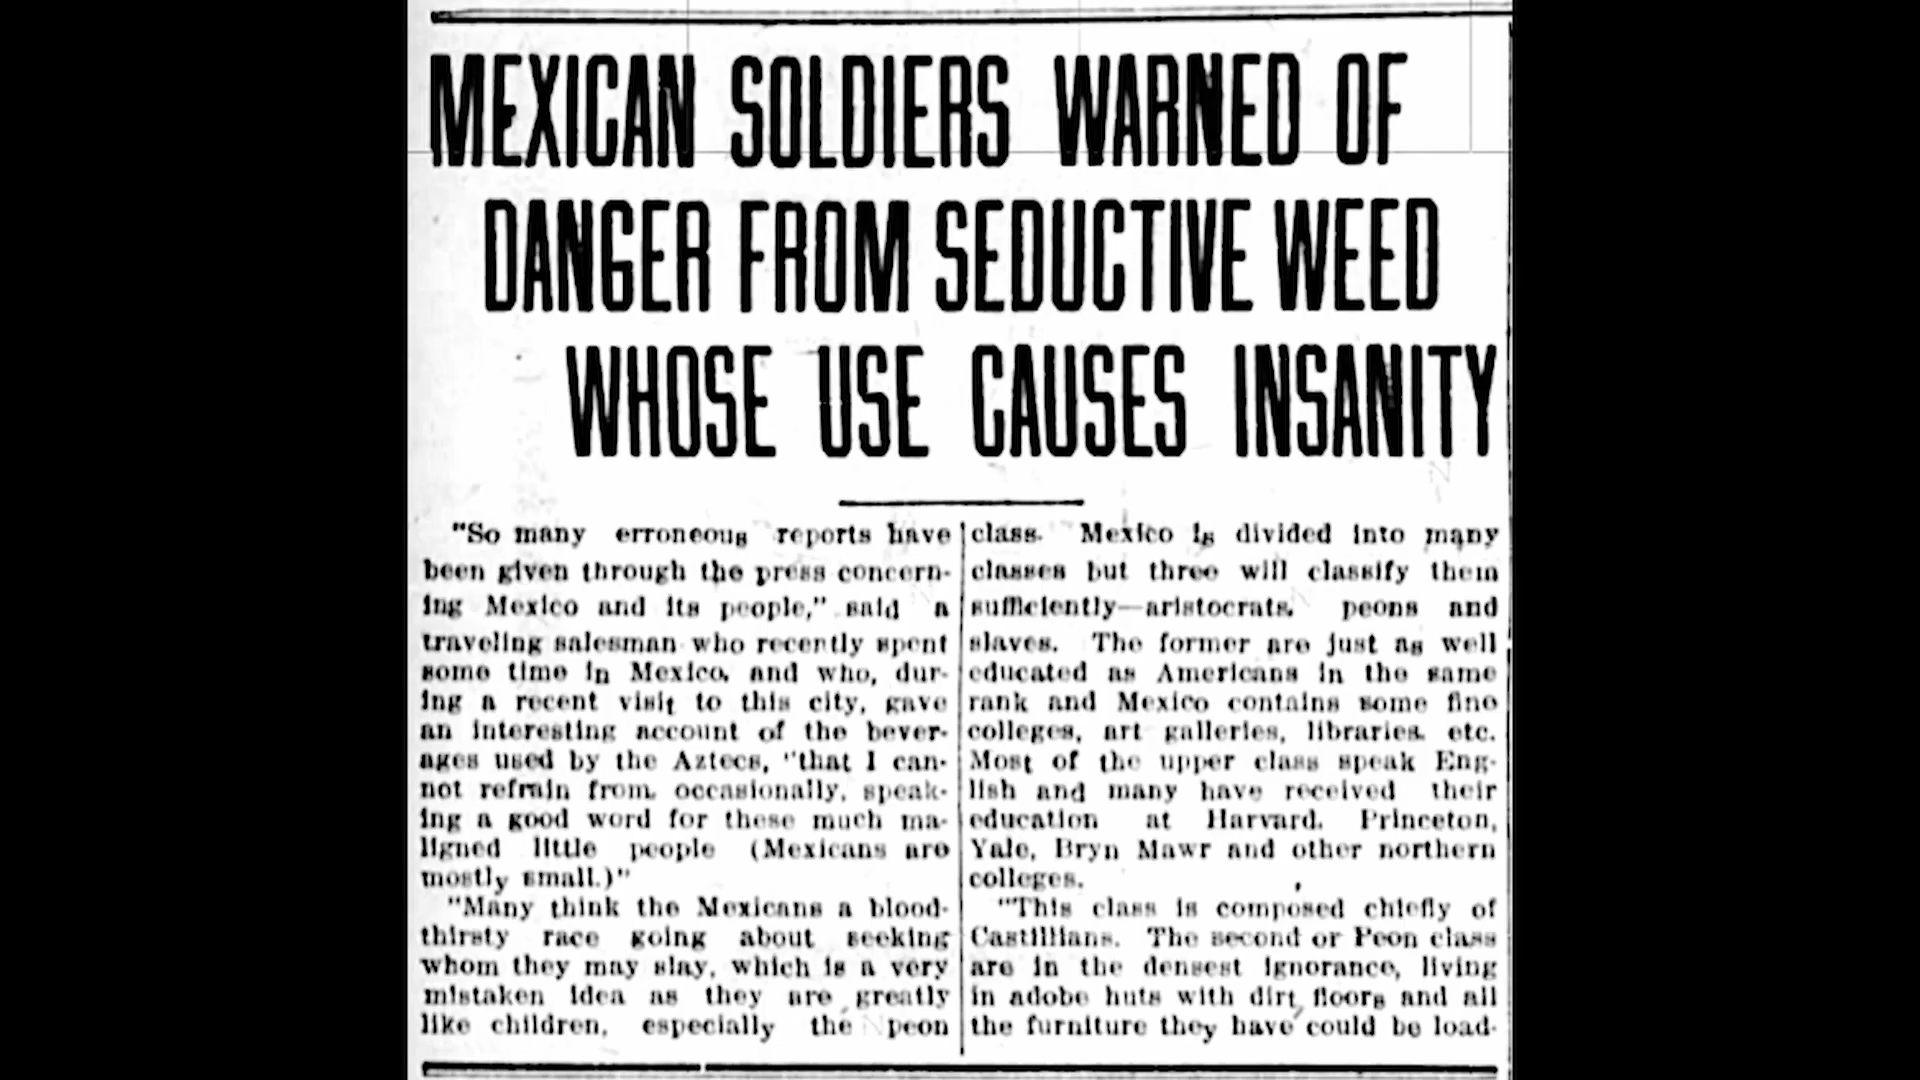 MEXICAN SOLDIERS WARNED OF
DANGER FROM SEDUCTIVE WEED
WHOSE USE CAUSES INSANITY
"So many erroneous reports have
been given through the press concern-
ing Mexico and its people," said a
traveling salesman who recently spent
some time in Mexico, and who, dur-
ing a recent visit to this city, gave
an interesting account of the bever-
ages used by the Aztecs, "that I can-
not refrain from, occasionally, speak-
ing a good word for these much ma-
ligned little people (Mexicans are
mostly small.)"
"Many think the Mexicans a blood-
thirsty race going about seeking
whom they may slay, which is a very
mistaken idea as they are greatly
like children, especially the peon
class. Mexico is divided into many
classes but three will classify them
sufficiently—aristocrats, peons and
slaves. The former are just as well
educated as Americans in the same
rank and Mexico contains some fine
colleges, art galleries, libraries, etc.
Most of the upper class speak Eng-
lish and many have received their
education at Harvard, Princeton,
Yale, Bryn Mawr and other northern
colleges.
"This class is composed chiefly of
Castillians. The second or Peon class
are in the densest ignorance, living
in adobe huts with dirt floors and all
the furniture they have could be load-